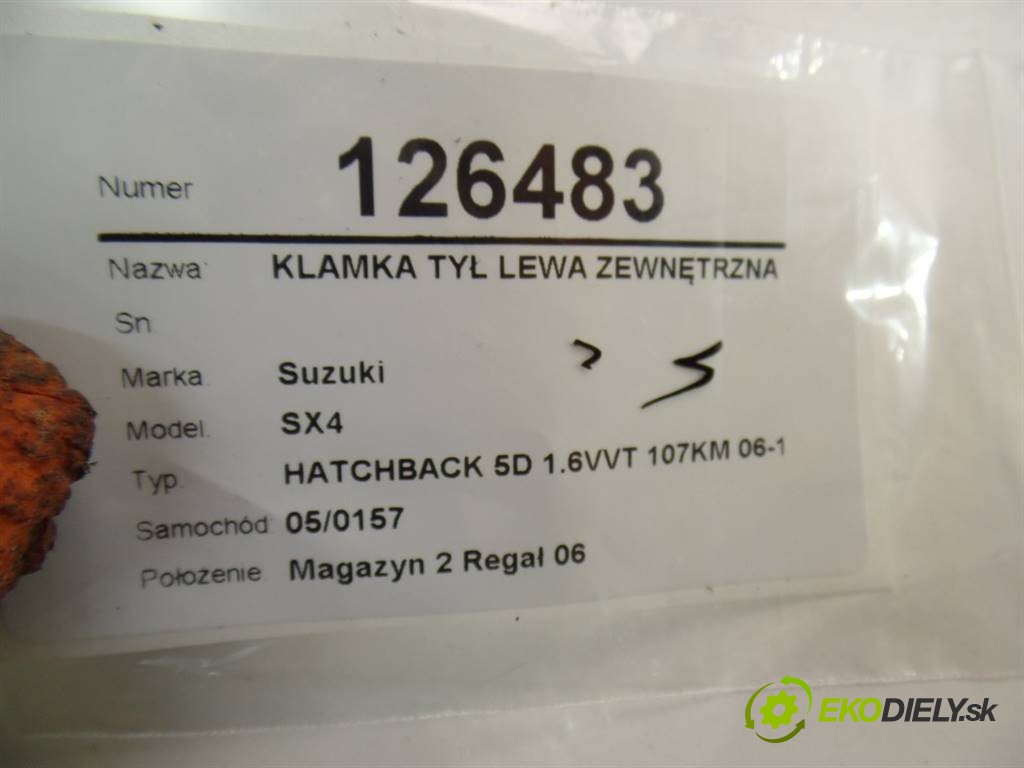 Numer 126483
Nazwa KLAMKA TYŁ LEWA ZEWNĘTRZNA
Sn.
Marka. Suzuki
Model. SX4
Typ. HATCHBACK 5D 1.6VVT 107KM 06-1
Samochód 05/0157
Położenie Magazyn 2 Regał 06
EKODIELY.sk